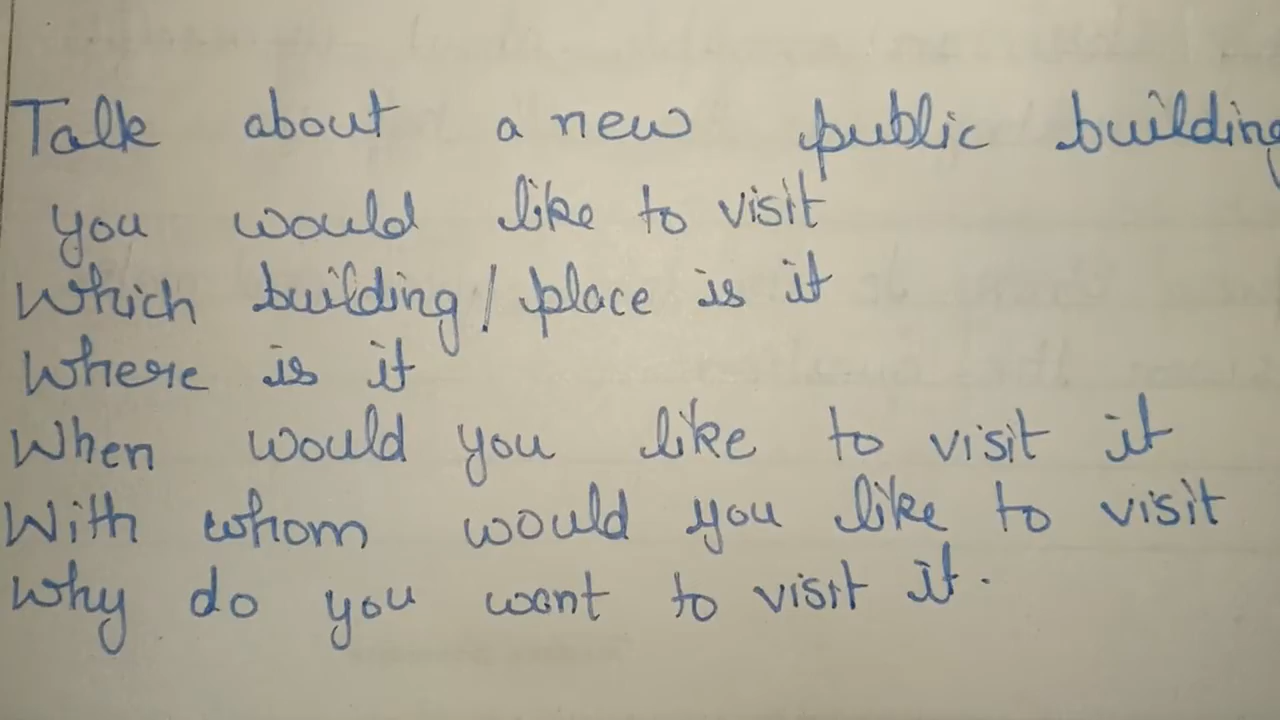 Talk about a new public building
you would like to visit
Which building / place is it
Where is it
When would you like to visit it
With whom would you like to visit
Why do you want to visit it.